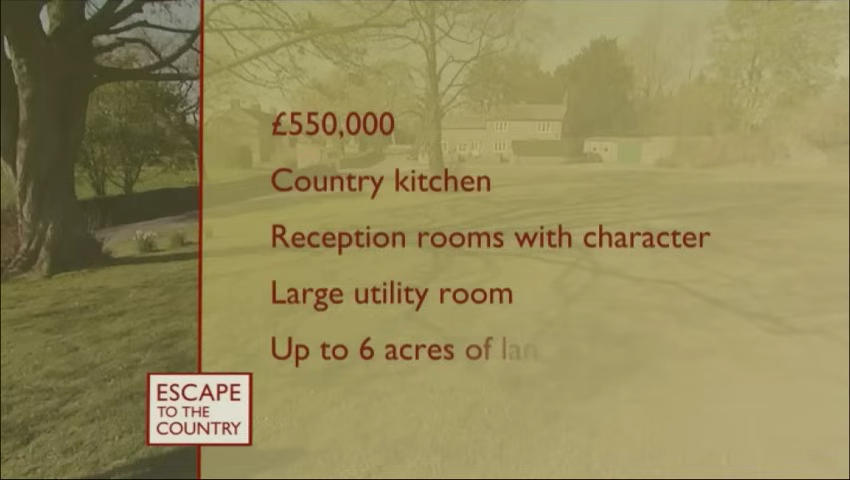 £550,000
Country kitchen
Reception rooms with character
Large utility room
Up to 6 acres of lan
ESCAPE
TO THE
COUNTRY